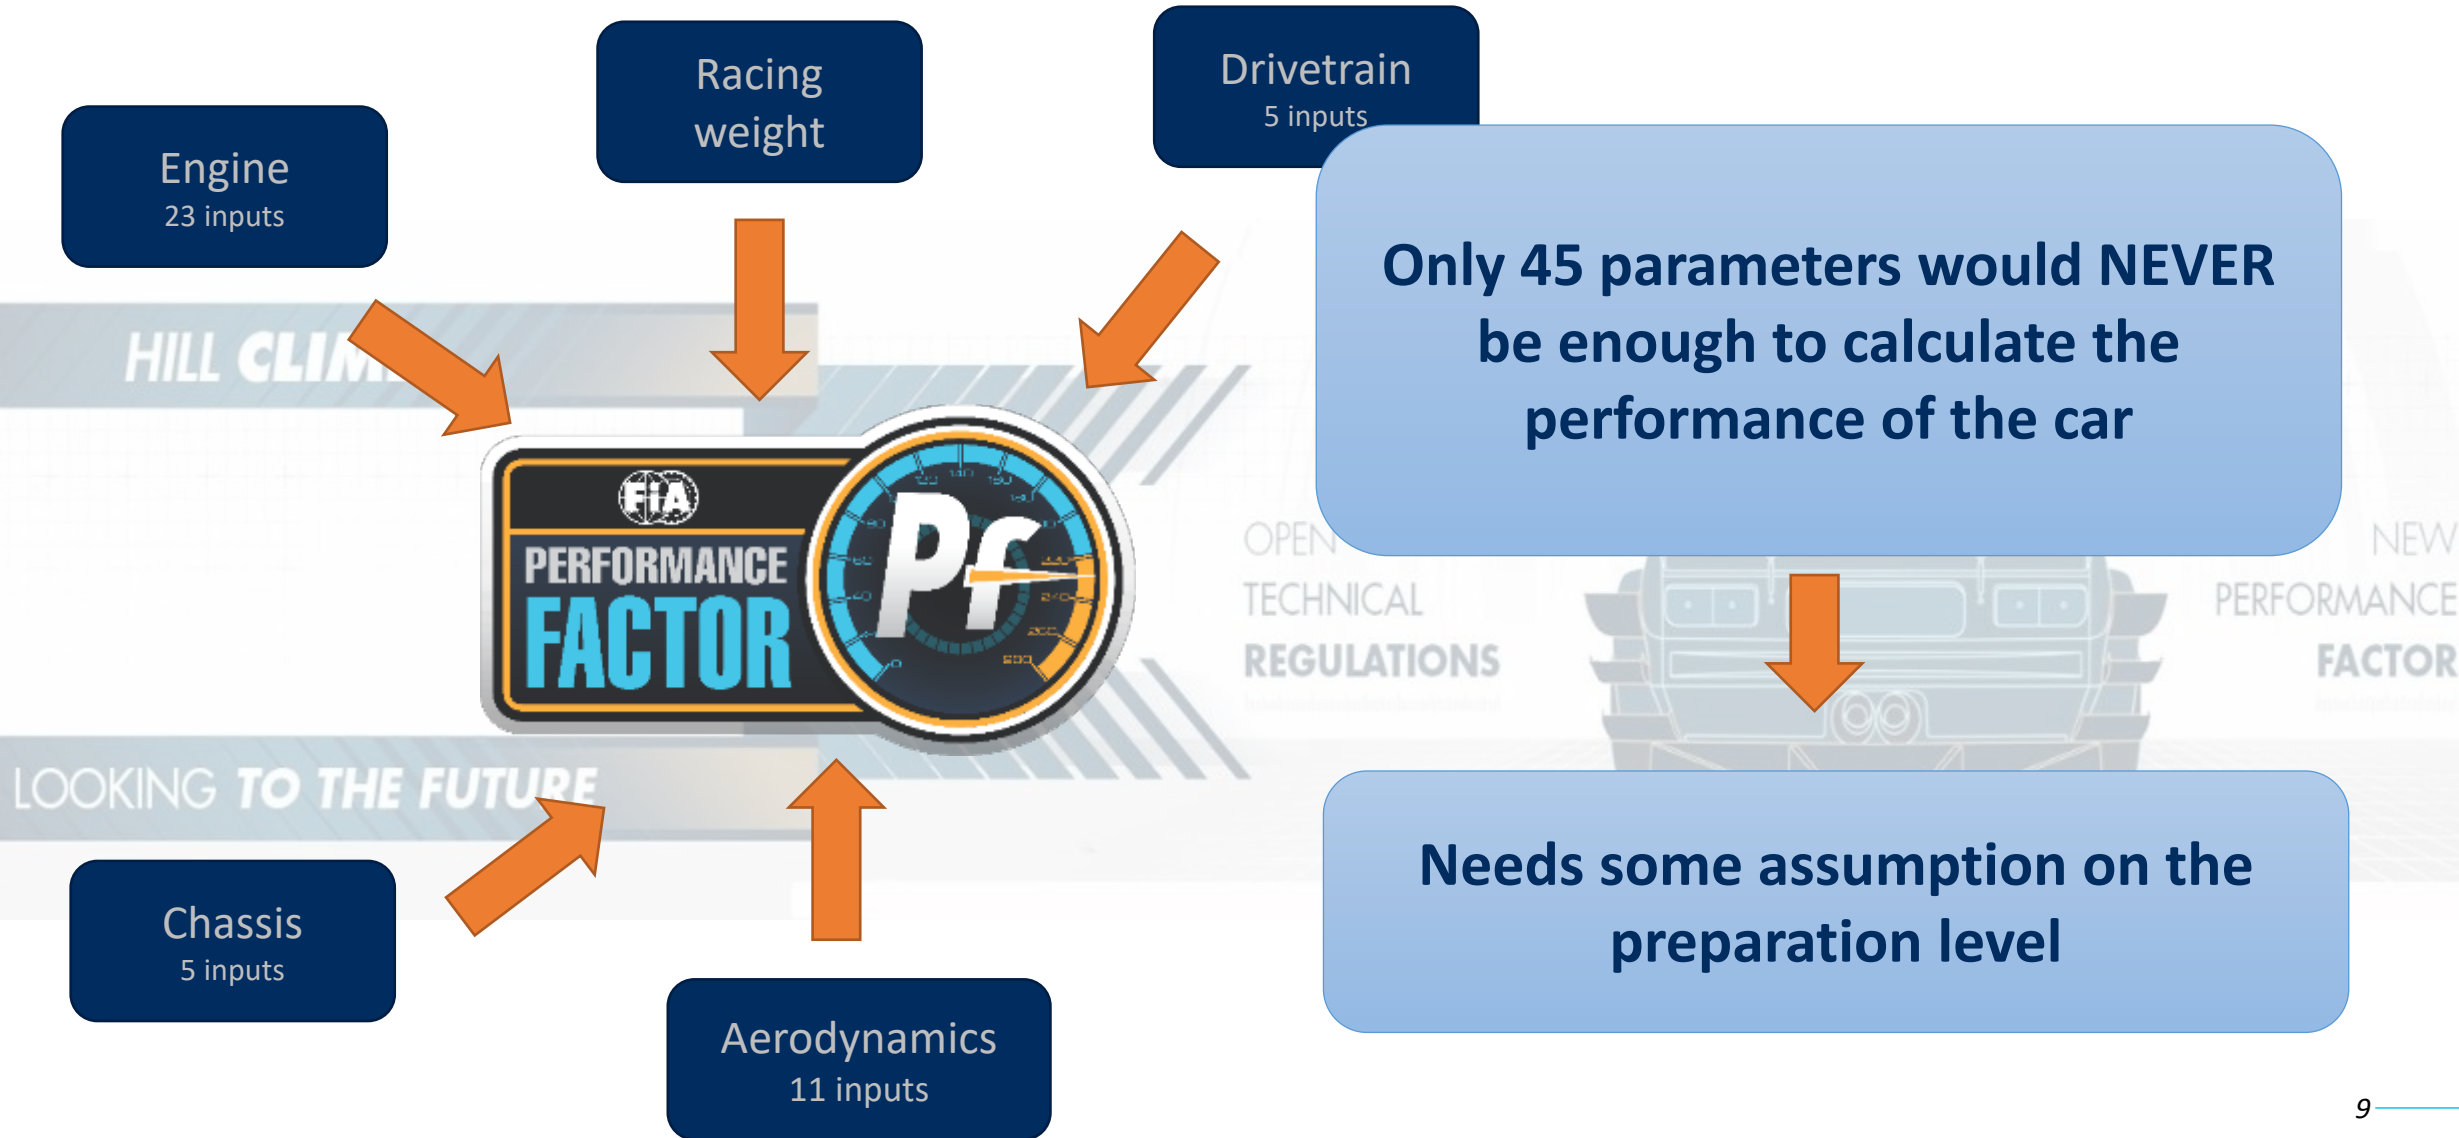 Racing
weight
Drivetrain
5 inputs
Engine
23 inputs
Only 45 parameters would NEVER
be enough to calculate the
performance of the car
HILL CLIM
FiA
PERFORMANCE
FACTOR
Pf
OPEN
TECHNICAL
REGULATIONS
NEW
PERFORMANCE
FACTOR
LOOKING TO THE FUTURE
Needs some assumption on the
preparation level
Chassis
5 inputs
Aerodynamics
11 inputs
9